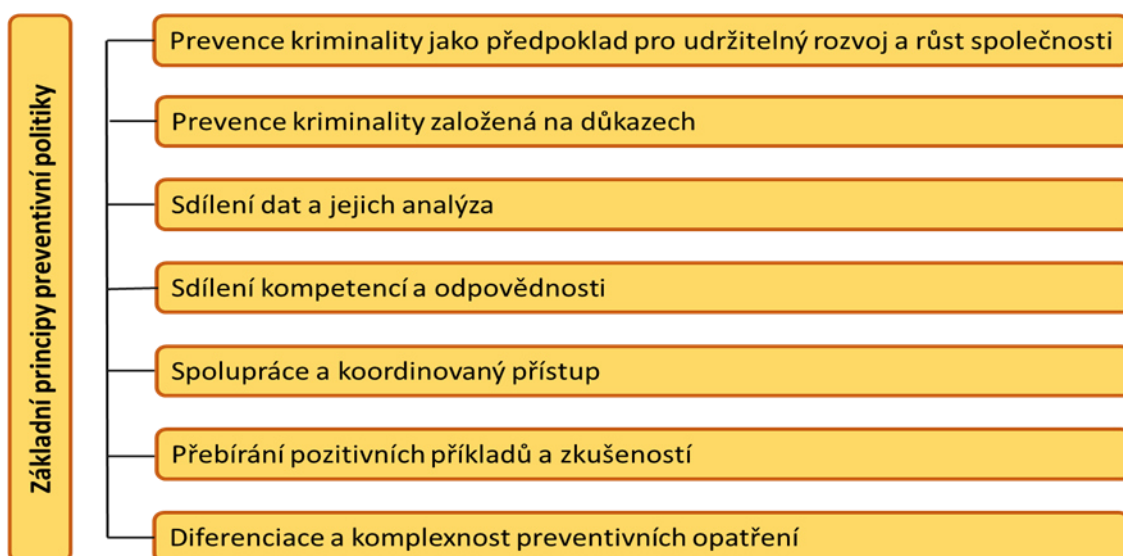 Základní principy preventivní politiky
Prevence kriminality jako předpoklad pro udržitelný rozvoj a růst společnosti
Prevence kriminality založená na důkazech
Sdílení dat a jejich analýza
Sdílení kompetencí a odpovědnosti
Spolupráce a koordinovaný přístup
Přebírání pozitivních příkladů a zkušeností
Diferenciace a komplexnost preventivních opatření